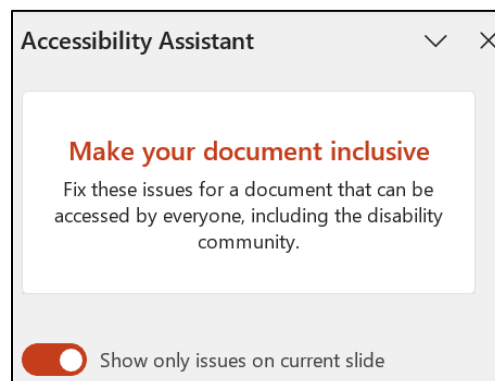 Accessibility Assistant
Make your document inclusive
Fix these issues for a document that can be
accessed by everyone, including the disability
community.
Show only issues on current slide